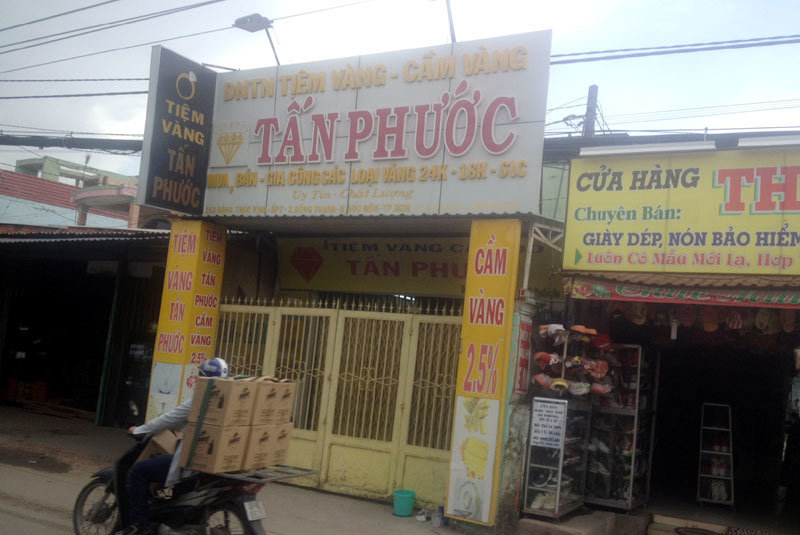 TIỆM
VÀNG
TẤN
PHƯỚC
DNTN TIỆM VÀNG - CẦM VÀNG
TẤN PHƯỚC
MUA, BÁN - GIA CÔNG CÁC LOẠI VÀNG 24K - 18K - SJC
Uy Tín - Chất Lượng
TIỆM
VÀNG
TẤN
PHƯỚC
TIỆM
VÀNG
TẤN
PHƯỚC
CẦM
VÀNG
2.5%
TIỆM VÀNG
TẤN PHƯ
CẦM
VÀNG
2.5%
CỬA HÀNG TH
Chuyên Bán:
GIÀY DÉP, NÓN BẢO HIỂM
Luôn Có Mẫu Mới Lạ, Hợp